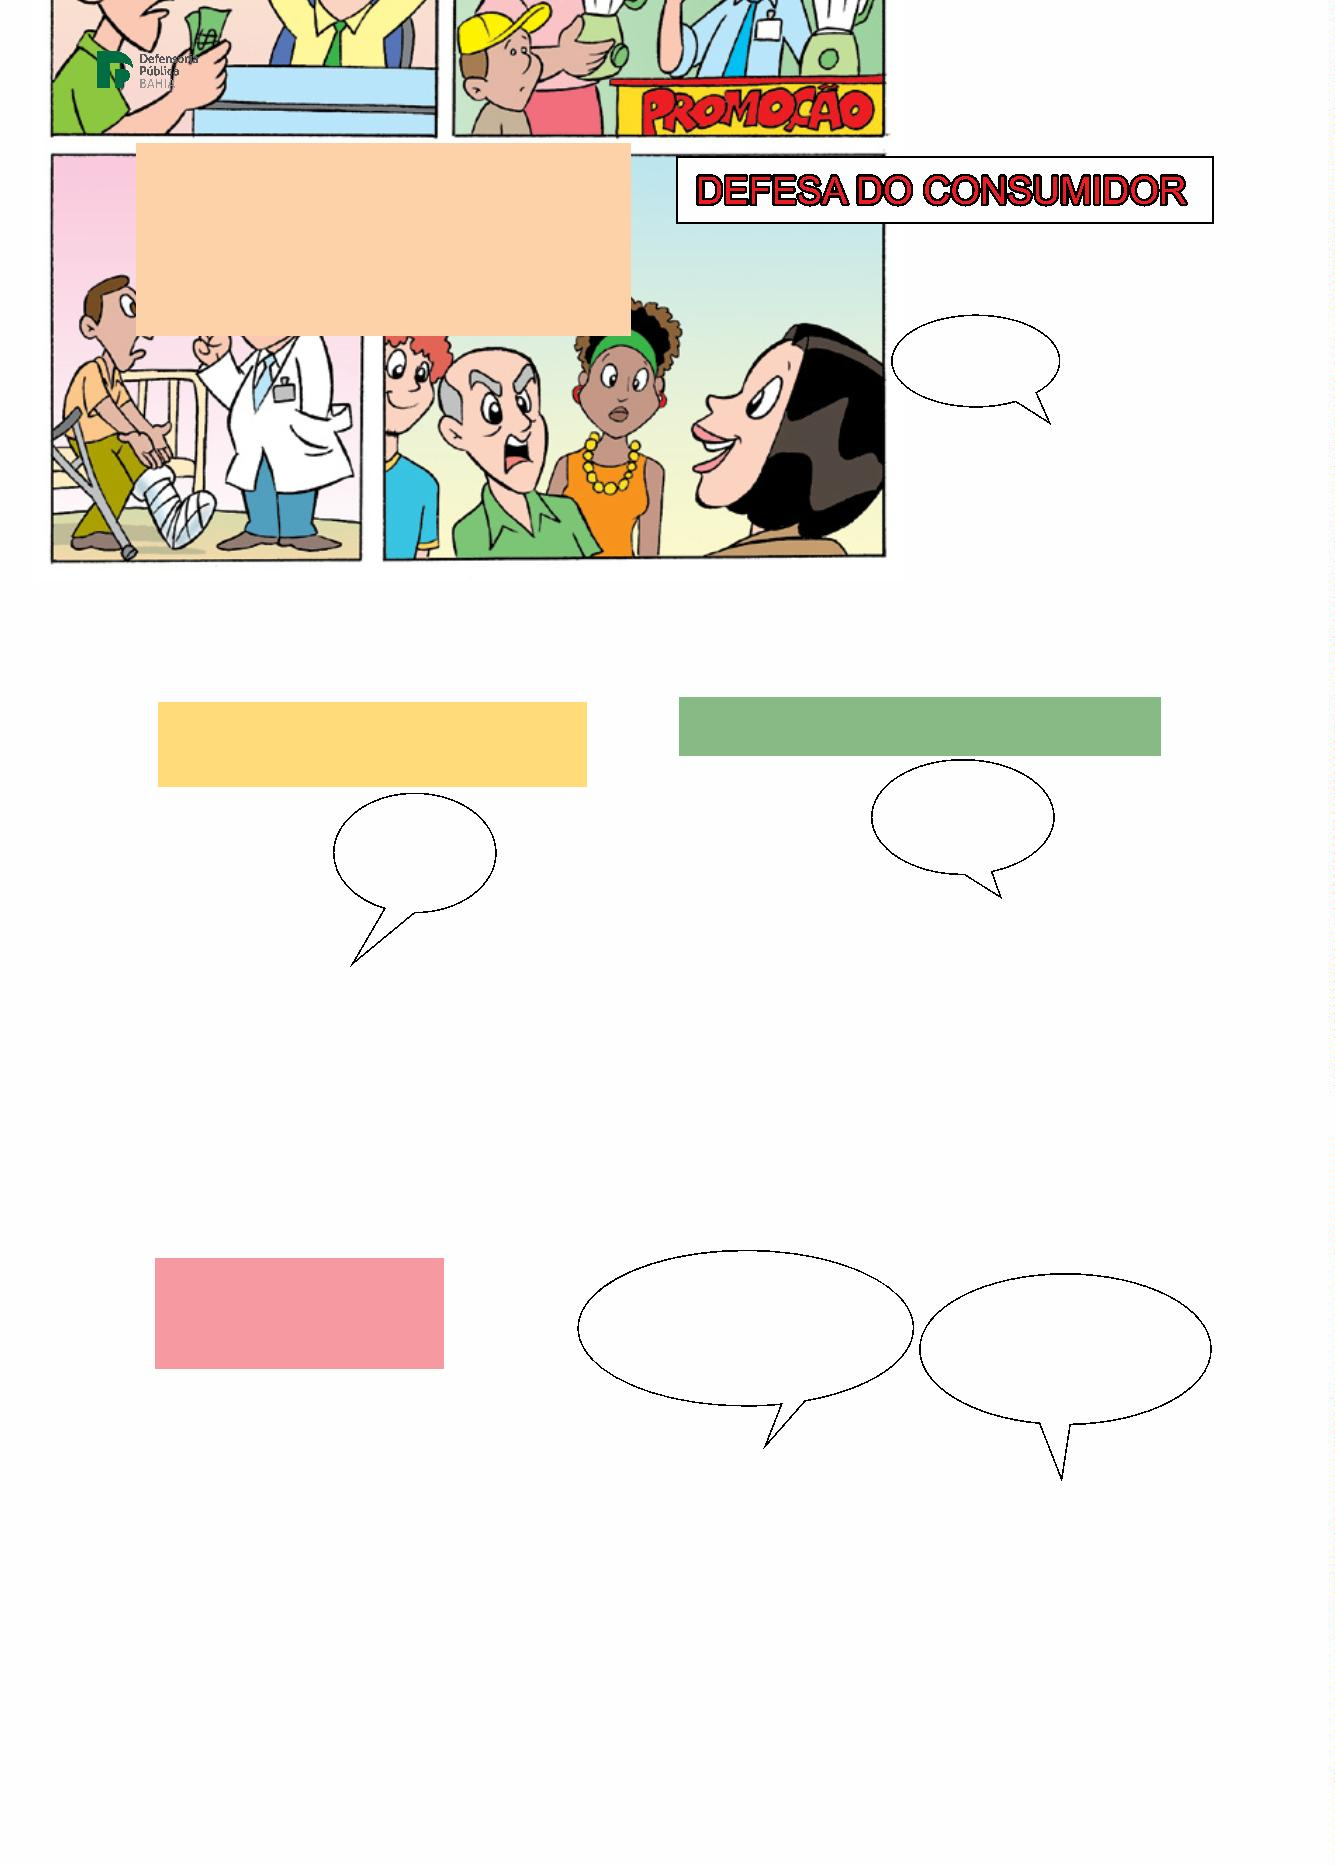 Defensoria
Pública
BAHIA
PROMOÇÃO
DEFESA DO CONSUMIDOR